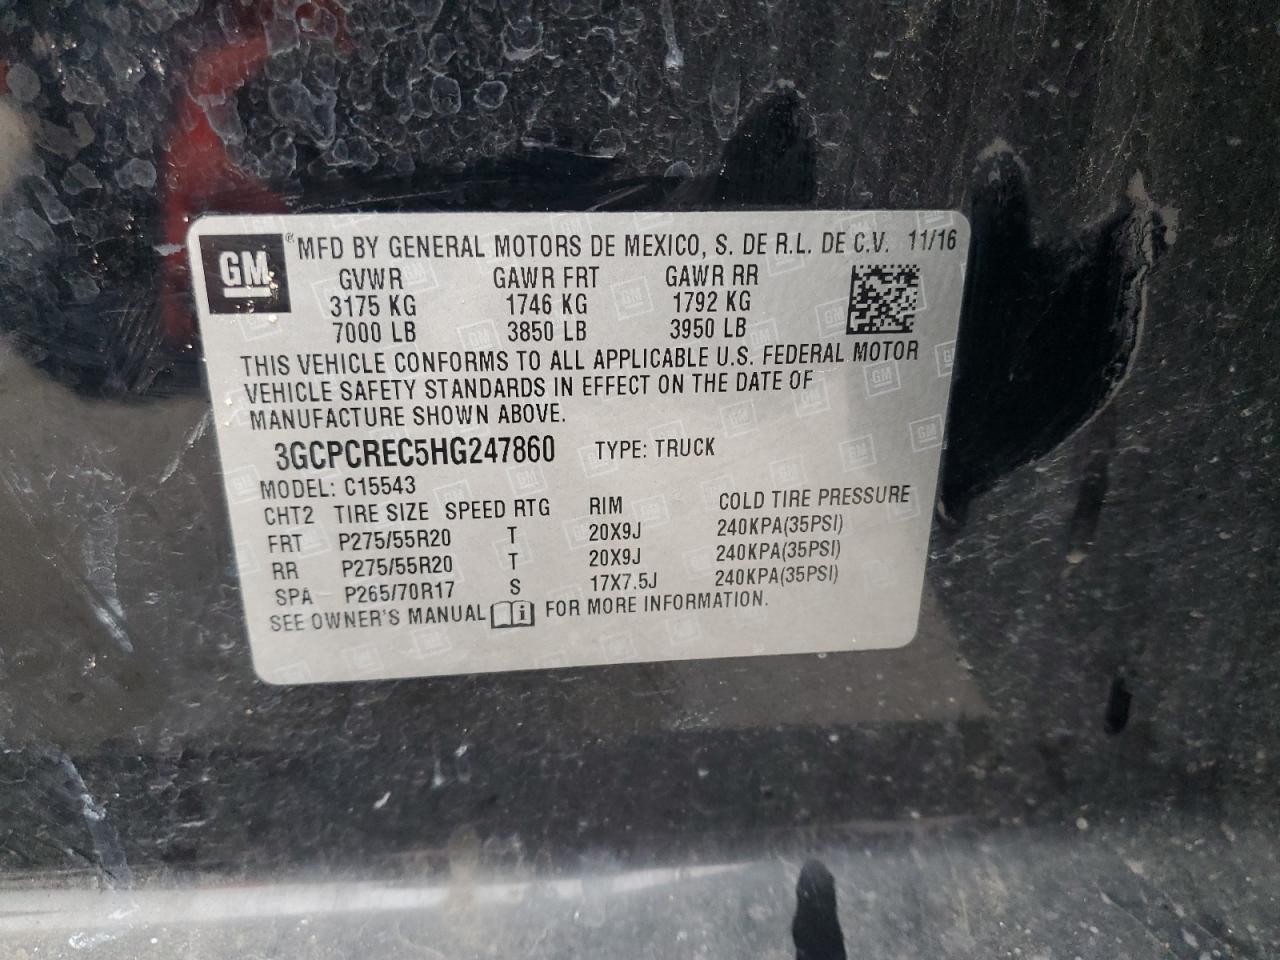 GM ® MFD BY GENERAL MOTORS DE MEXICO, S. DE R.L. DE C.V. 11/16
GVWR GAWR FRT GAWR RR
3175 KG 1746 KG 1792 KG
7000 LB 3850 LB 3950 LB
THIS VEHICLE CONFORMS TO ALL APPLICABLE U.S. FEDERAL MOTOR
VEHICLE SAFETY STANDARDS IN EFFECT ON THE DATE OF
MANUFACTURE SHOWN ABOVE.
3GCPCREC5HG247860 TYPE: TRUCK
MODEL: C15543
CHT2 TIRE SIZE SPEED RTG RIM COLD TIRE PRESSURE
FRT P275/55R20 T 20X9J 240KPA(35PSI)
RR P275/55R20 T 20X9J 240KPA(35PSI)
SPA P265/70R17 S 17X7.5J 240KPA(35PSI)
SEE OWNER'S MANUAL i FOR MORE INFORMATION.